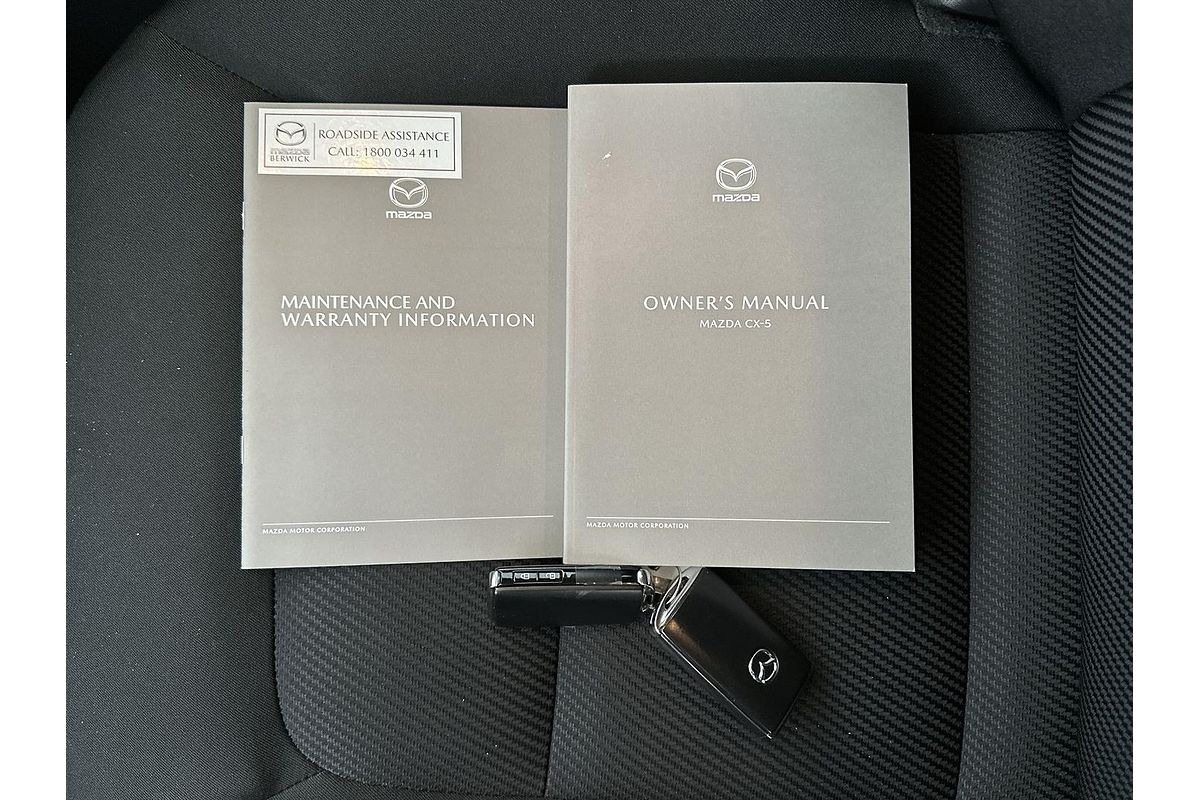 mazda
BERWICK
ROADSIDE ASSISTANCE
CALL: 1800 034 411
mazda
MAINTENANCE AND
WARRANTY INFORMATION
MAZDA MOTOR CORPORATION
mazda
OWNER'S MANUAL
MAZDA CX-5
MAZDA MOTOR CORPORATION